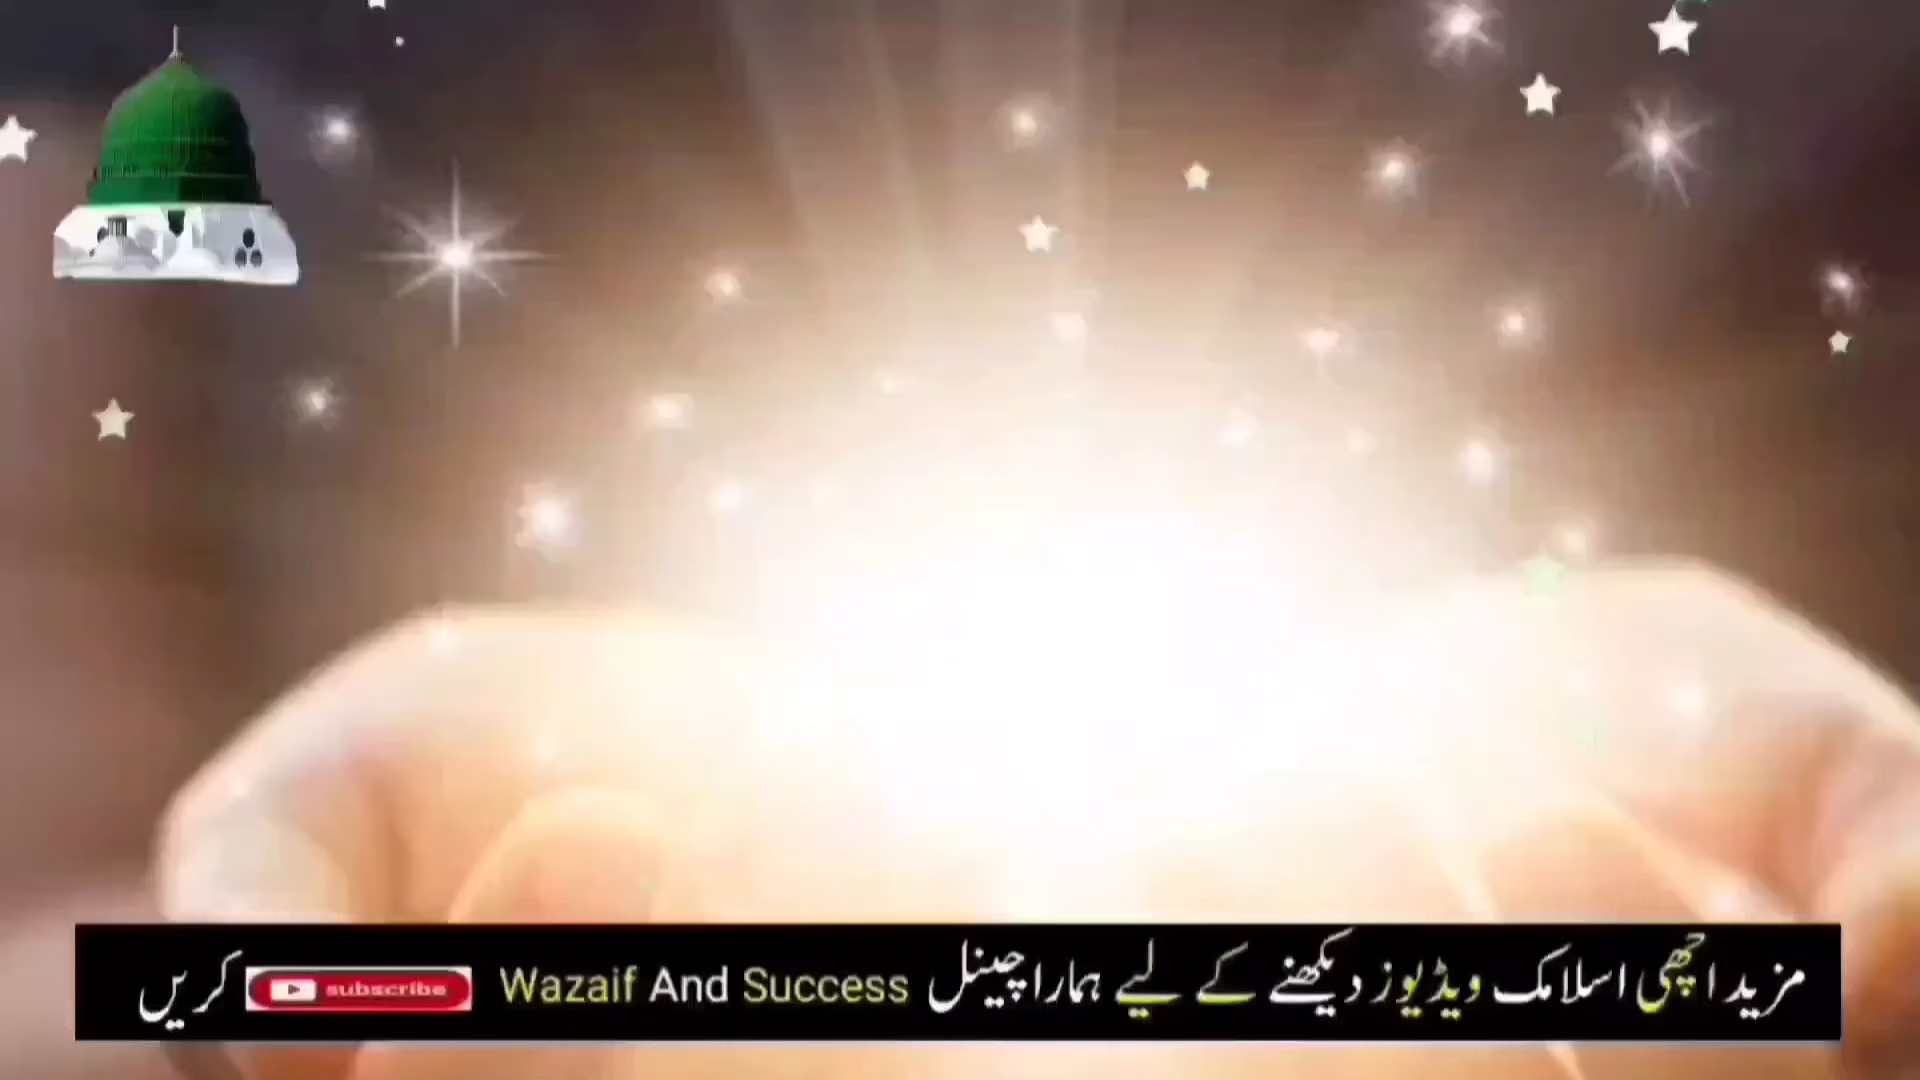 مزید اچھی اسلامک ویڈیوز دیکھنے کے لیے ہمارا چینل Wazaif And Success subscribe کریں